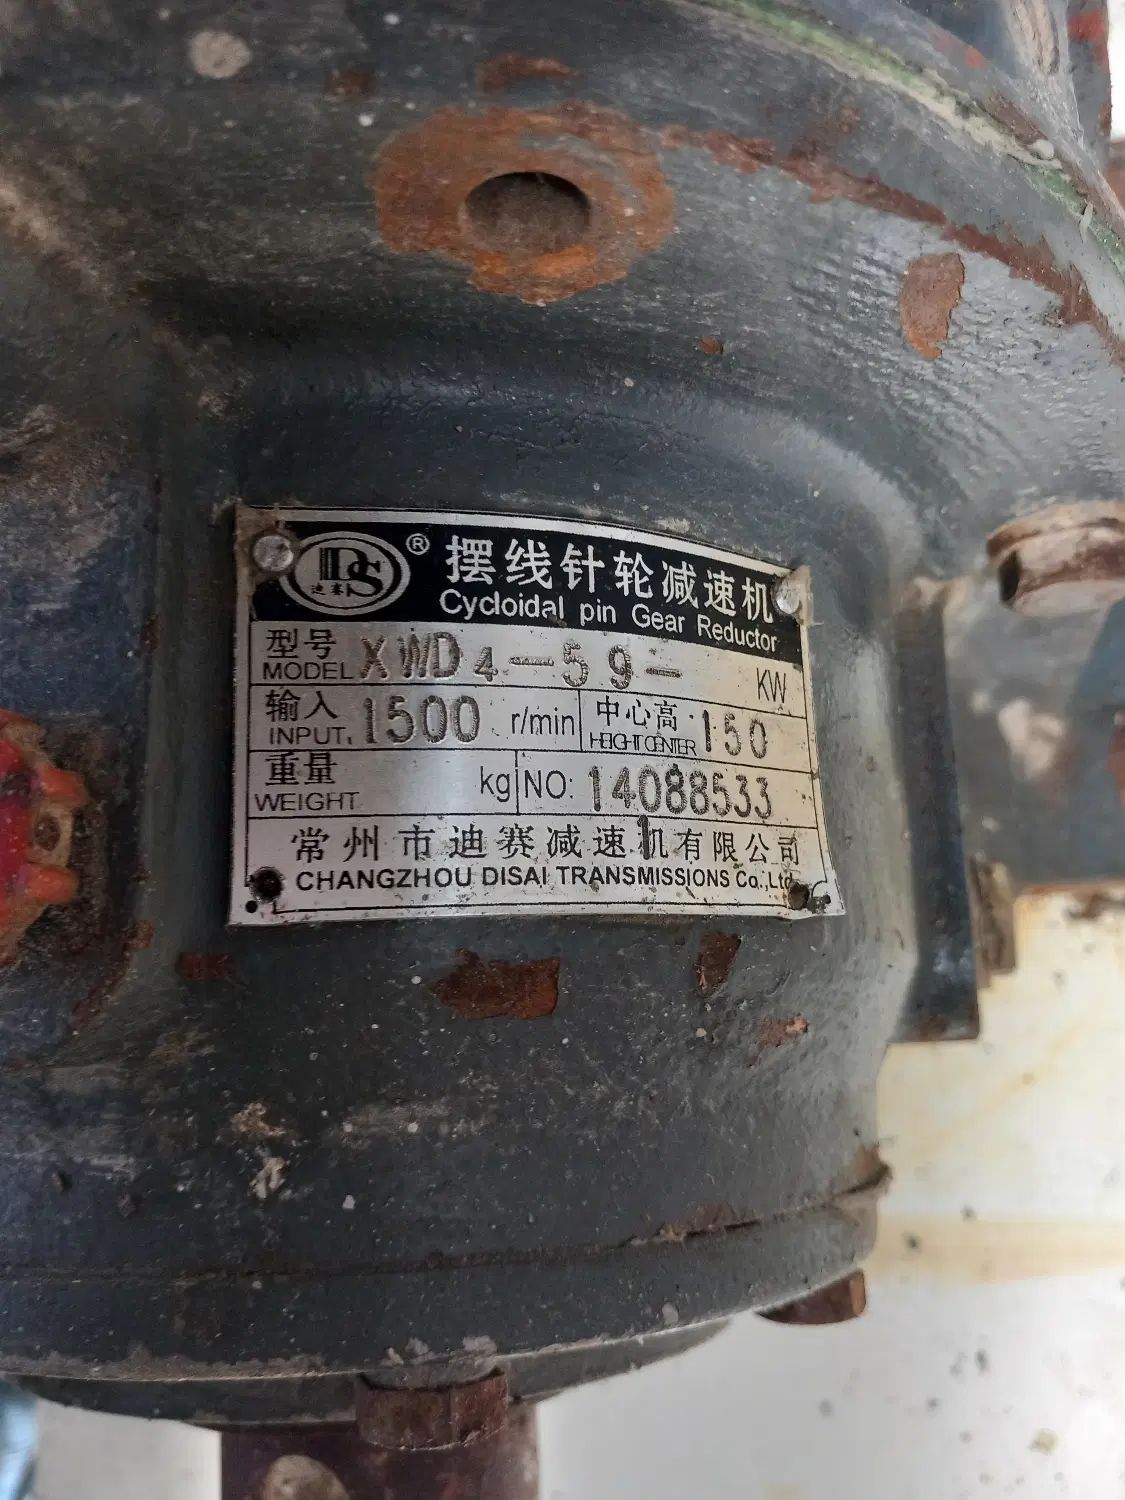 DS 迪赛 ® 摆线针轮减速机
Cycloidal pin Gear Reductor
型号 MODEL XWD4-59- KW
输入 INPUT 1500 r/min 中心高 HEIGHT CENTER 150
重量 WEIGHT kg NO: 14088533
1
常州市迪赛减速机有限公司
CHANGZHOU DISAI TRANSMISSIONS Co.,Ltd